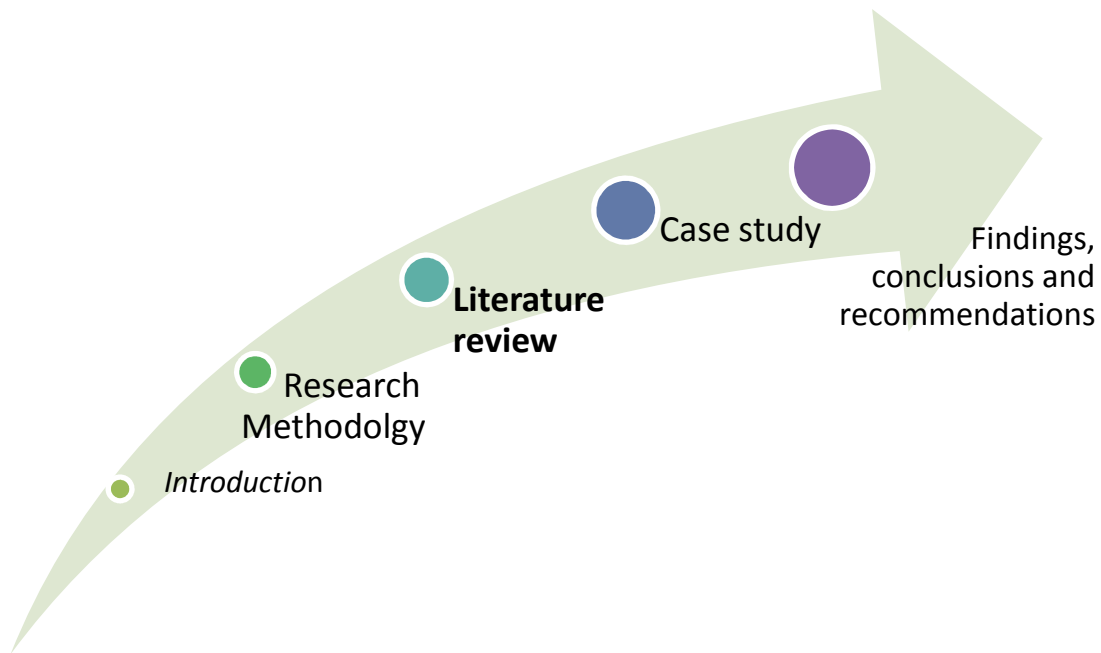 Introduction
Research
Methodolgy
Literature
review
Case study
Findings,
conclusions and
recommendations